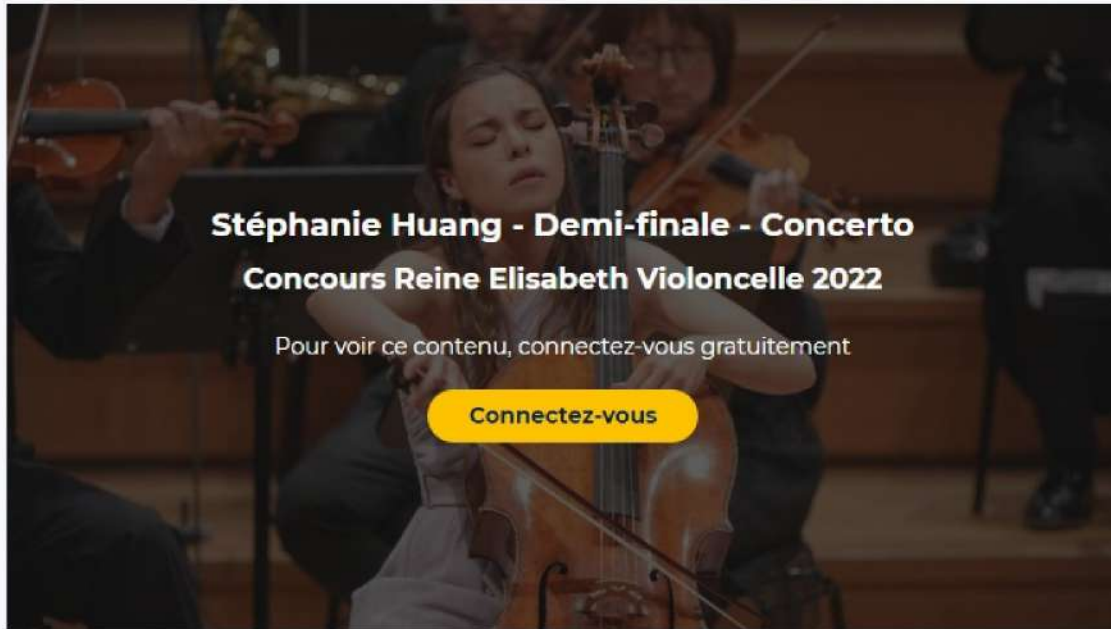 Stéphanie Huang - Demi-finale - Concerto
Concours Reine Elisabeth Violoncelle 2022
Pour voir ce contenu, connectez-vous gratuitement
Connectez-vous